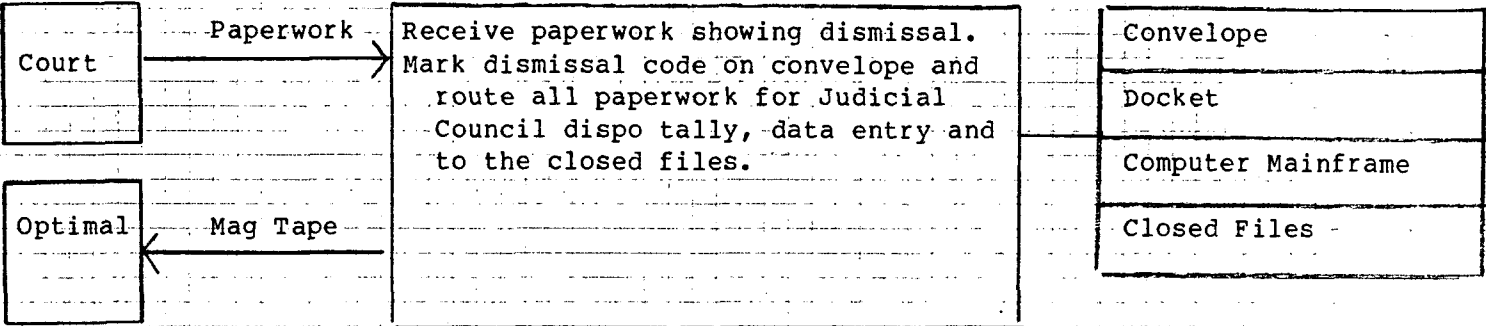 Court
Paperwork
Receive paperwork showing dismissal.
Mark dismissal code on convelope and
route all paperwork for Judicial
Council dispo tally, data entry and
to the closed files.
Convelope
Docket
Computer Mainframe
Closed Files
Optimal
Mag Tape